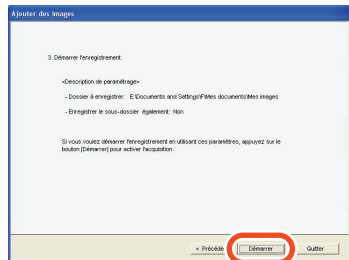 Ajouter des images
3. Démarrer l'enregistrement.
<Description de paramétrage>
- Dossier à enregistrer: E:\Documents and Settings\F\Mes documents\Mes images
- Enregistrer le sous-dossier également: Non
Si vous voulez démarrer l'enregistrement en utilisant ces paramètres, appuyez sur le
bouton [Démarrer] pour activer l'acquisition.
< Précéde
Démarrer
Quitter